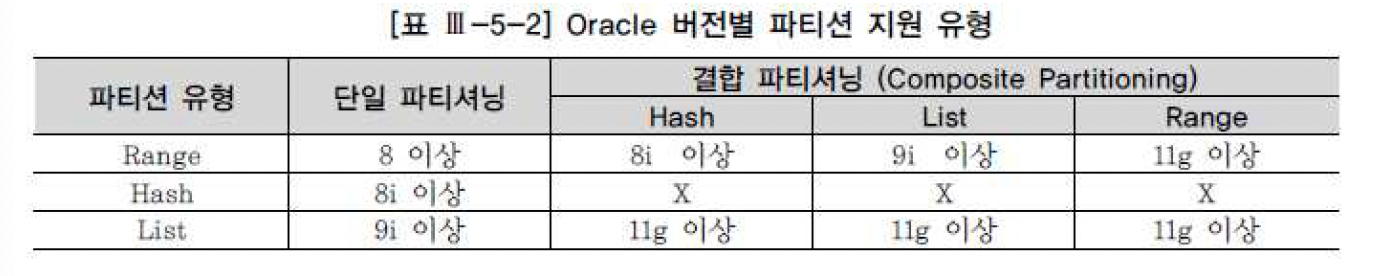 [표 Ⅲ-5-2] Oracle 버전별 파티션 지원 유형
파티션 유형 단일 파티셔닝 결합 파티셔닝 (Composite Partitioning)
Hash List Range
Range 8 이상 8i 이상 9i 이상 11g 이상
Hash 8i 이상 X X X
List 9i 이상 11g 이상 11g 이상 11g 이상